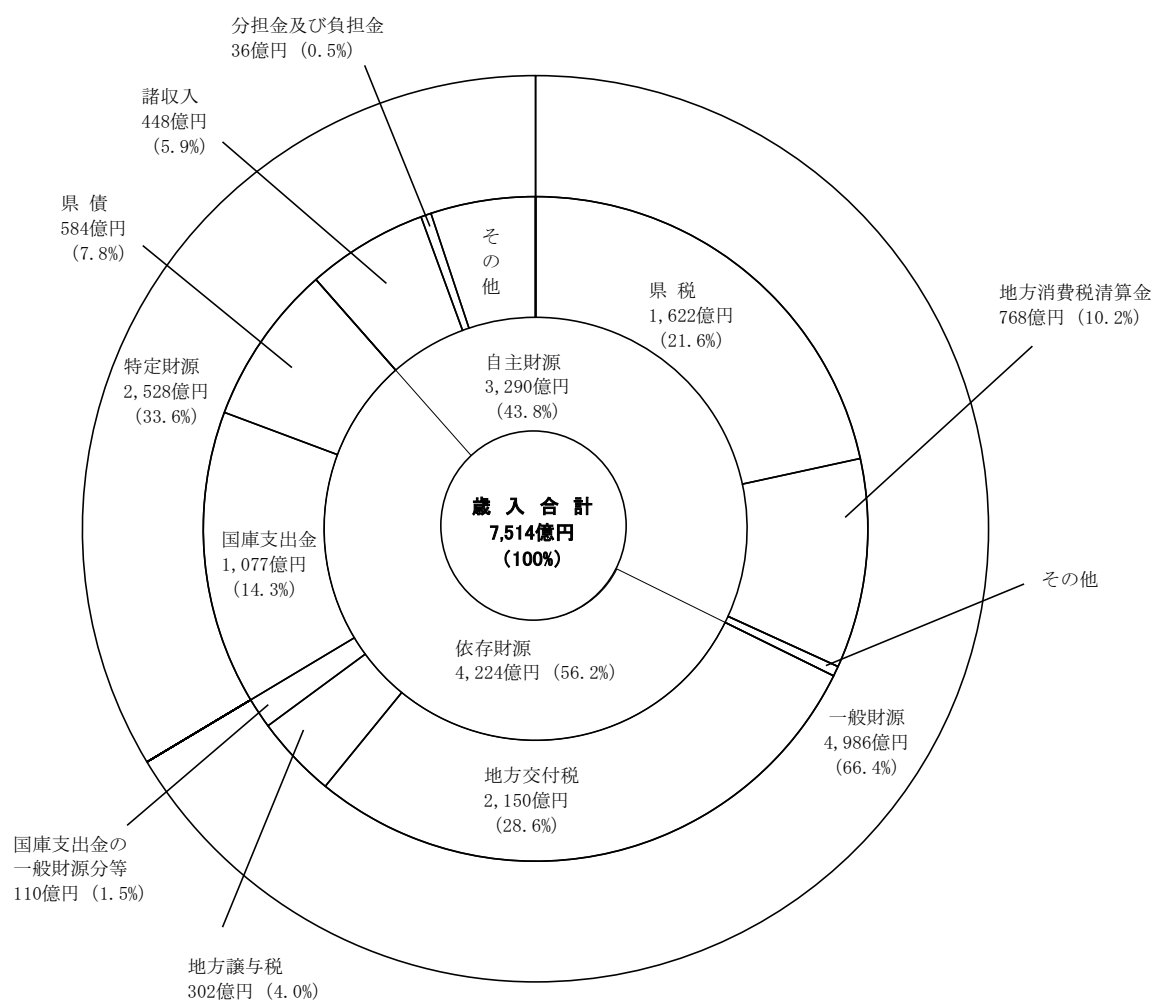 分担金及び負担金
36億円 (0.5%)
諸収入
448億円
(5.9%)
県 債
584億円
(7.8%)
そ
の
他
県 税
1,622億円
(21.6%)
地方消費税清算金
768億円 (10.2%)
特定財源
2,528億円
(33.6%)
自主財源
3,290億円
(43.8%)
歳 入 合 計
7,514億円
(100%)
国庫支出金
1,077億円
(14.3%)
その他
依存財源
4,224億円 (56.2%)
一般財源
4,986億円
(66.4%)
地方交付税
2,150億円
(28.6%)
国庫支出金の
一般財源分等
110億円 (1.5%)
地方譲与税
302億円 (4.0%)